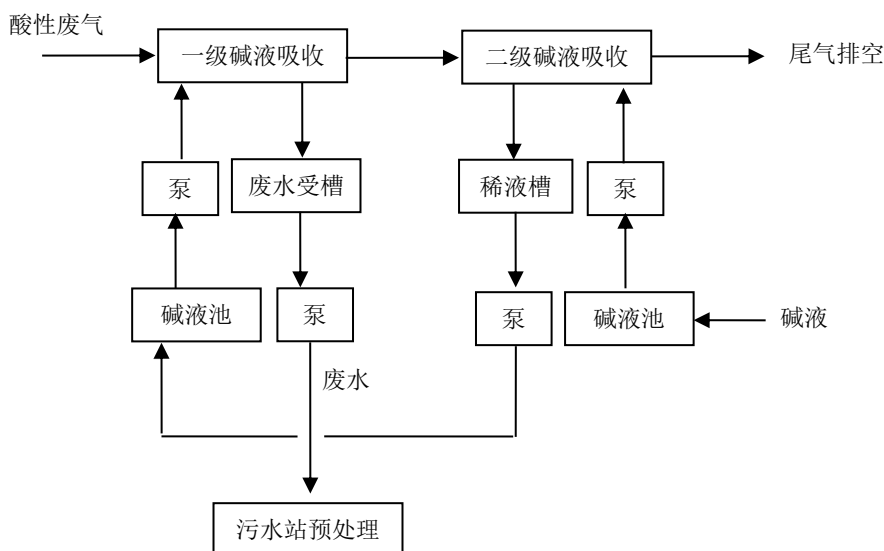 酸性废气
一级碱液吸收
二级碱液吸收
尾气排空
泵
废水受槽
稀液槽
泵
碱液池
泵
泵
碱液池
碱液
废水
污水站预处理